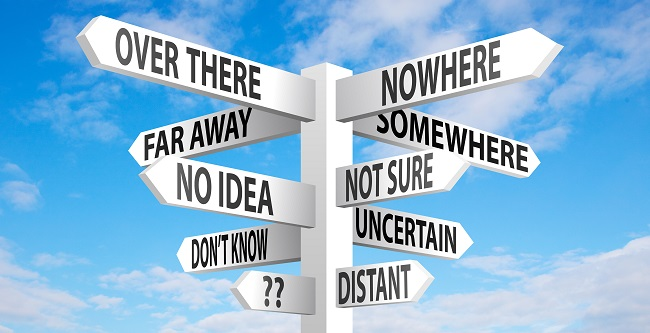 OVER THERE
NOWHERE
FAR AWAY
SOMEWHERE
NO IDEA
NOT SURE
DON'T KNOW
UNCERTAIN
??
DISTANT